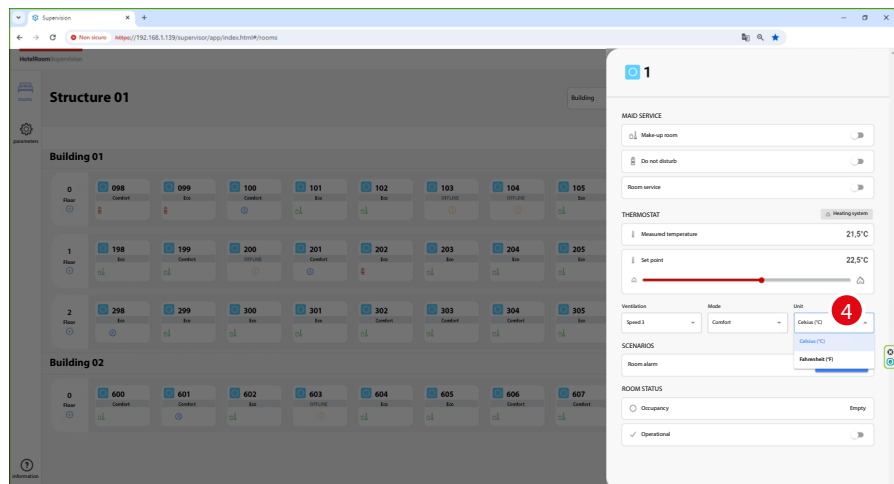 Supervision
Non sicuro https://192.168.1.139/supervisor/app/index.html#/rooms
HotelRoomSupervision
rooms
parameters
information
Structure 01
Building
Building 01
0 Floor
098 Comfort
099 Eco
100 Comfort
101 Eco
102 Eco
103 OFFLINE
104 OFFLINE
105 Eco
1 Floor
198 Eco
199 Eco
200 OFFLINE
201 Comfort
202 Eco
203 Eco
204 Eco
205 Eco
2 Floor
298 Eco
299 Eco
300 Eco
301 Eco
302 Comfort
303 Comfort
304 Comfort
305 Eco
Building 02
0 Floor
600 Comfort
601 Comfort
602 Eco
603 OFFLINE
604 Eco
605 Eco
606 Comfort
607 Comfort
1
MAID SERVICE
Make-up room
Do not disturb
Room service
THERMOSTAT
Heating system
Measured temperature 21,5°C
Set point 22,5°C
Ventilation Mode Unit
Speed 3 Comfort Celsius (°C)
4
Celsius (°C)
Fahrenheit (°F)
SCENARIOS
Room alarm
ROOM STATUS
Occupancy Empty
Operational